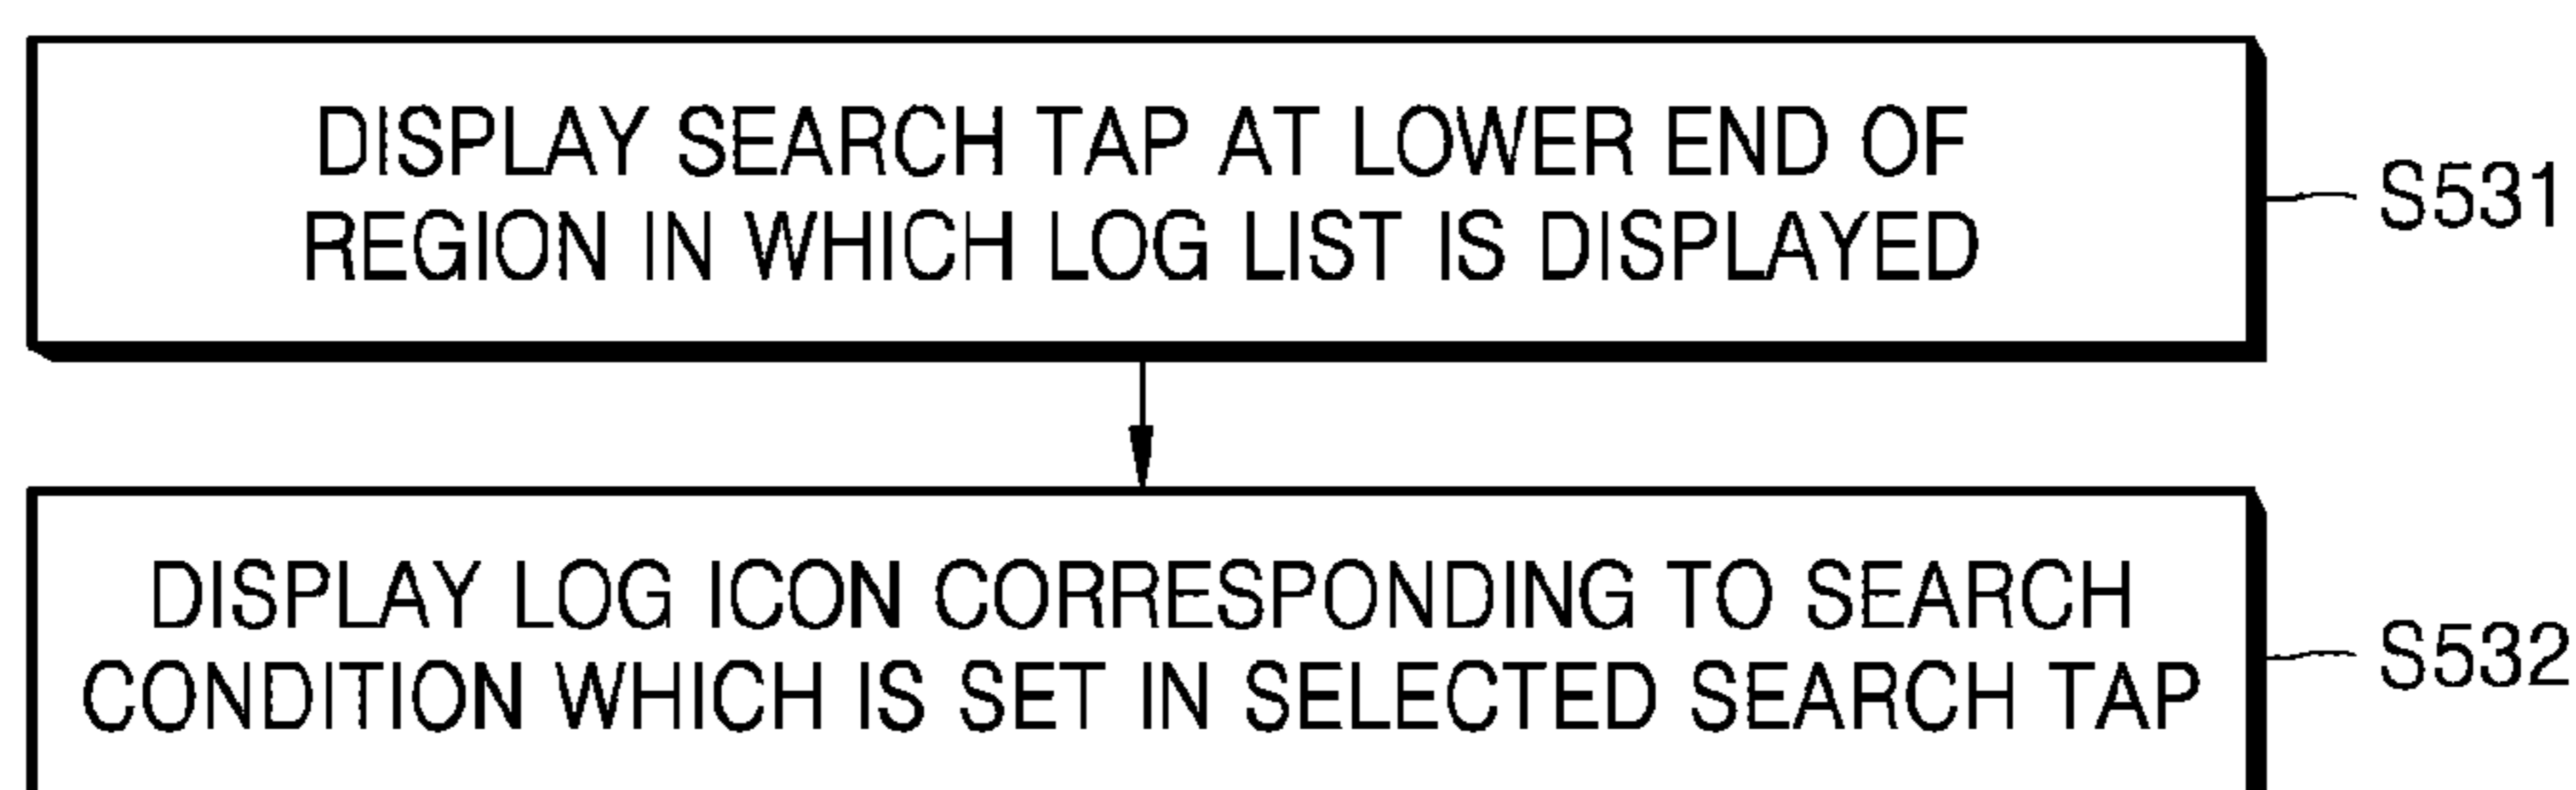 DISPLAY SEARCH TAP AT LOWER END OF
REGION IN WHICH LOG LIST IS DISPLAYED
S531
DISPLAY LOG ICON CORRESPONDING TO SEARCH
CONDITION WHICH IS SET IN SELECTED SEARCH TAP
S532